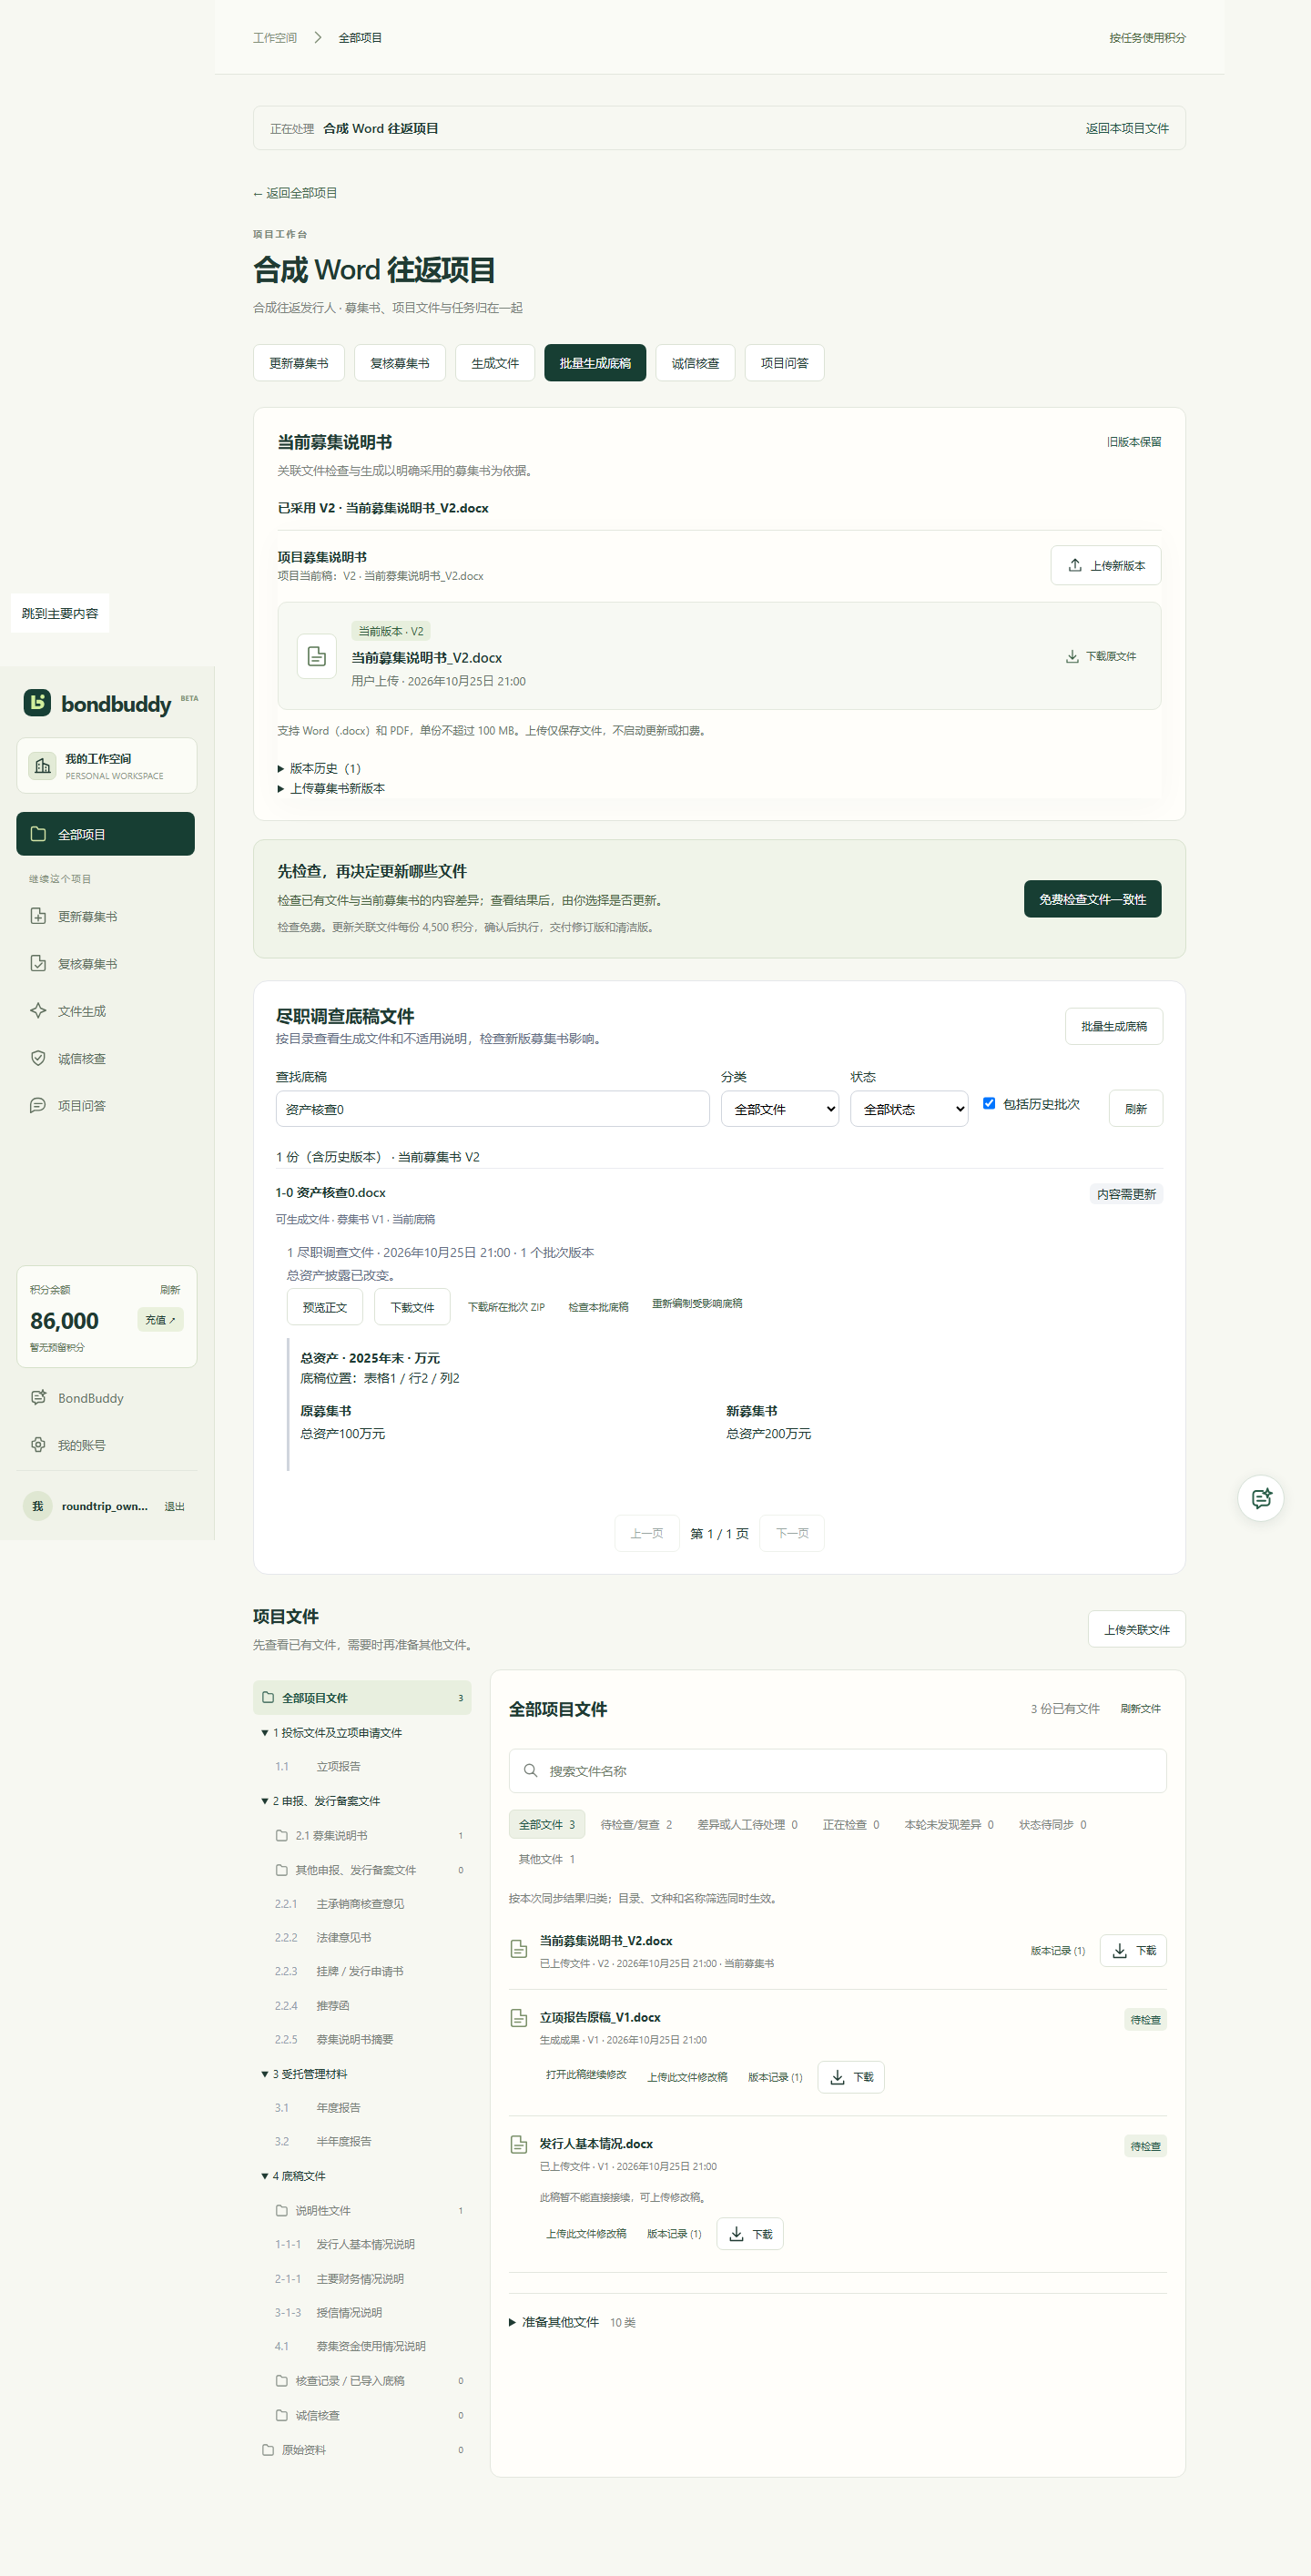 工作空间 > 全部项目
按任务使用积分
正在处理 合成 Word 往返项目
返回本项目文件
← 返回全部项目
项目工作台
合成 Word 往返项目
合成往返发行人 · 募集书、项目文件与任务归在一起
更新募集书
复核募集书
生成文件
批量生成底稿
诚信核查
项目问答
当前募集说明书
旧版本保留
关联文件检查与生成以明确采用的募集书为依据。
已采用 V2 · 当前募集说明书_V2.docx
项目募集说明书
项目当前稿：V2 · 当前募集说明书_V2.docx
上传新版本
当前版本 · V2
当前募集说明书_V2.docx
用户上传 · 2026年10月25日 21:00
下载原文件
支持 Word（.docx）和 PDF，单份不超过 100 MB。上传仅保存文件，不启动更新或扣费。
▶ 版本历史（1）
▶ 上传募集书新版本
跳到主要内容
bondbuddy BETA
我的工作空间
PERSONAL WORKSPACE
全部项目
继续这个项目
更新募集书
复核募集书
文件生成
诚信核查
项目问答
积分余额
刷新
86,000
充值 ↗
暂无预留积分
BondBuddy
我的账号
我 roundtrip_own... 退出
先检查，再决定更新哪些文件
检查已有文件与当前募集书的内容差异；查看结果后，由你选择是否更新。
检查免费。更新关联文件每份 4,500 积分，确认后执行，交付修订版和清洁版。
免费检查文件一致性
尽职调查底稿文件
按目录查看生成文件和不适用说明，检查新版募集书影响。
批量生成底稿
查找底稿
分类
状态
资产核查0
全部文件
全部状态
包括历史批次
刷新
1 份（含历史版本） · 当前募集书 V2
1-0 资产核查0.docx
内容需更新
可生成文件 · 募集书 V1 · 当前底稿
1 尽职调查文件 · 2026年10月25日 21:00 · 1 个批次版本
总资产披露已改变。
预览正文
下载文件
下载所在批次 ZIP
检查本批底稿
重新编制受影响底稿
总资产 · 2025年末 · 万元
底稿位置：表格1 / 行2 / 列2
原募集书
新募集书
总资产100万元
总资产200万元
上一页
第 1 / 1 页
下一页
项目文件
先查看已有文件，需要时再准备其他文件。
上传关联文件
全部项目文件 3
▼ 1 投标文件及立项申请文件
1.1 立项报告
▼ 2 申报、发行备案文件
2.1 募集说明书 1
其他申报、发行备案文件 0
2.2.1 主承销商核查意见
2.2.2 法律意见书
2.2.3 挂牌 / 发行申请书
2.2.4 推荐函
2.2.5 募集说明书摘要
▼ 3 受托管理材料
3.1 年度报告
3.2 半年度报告
▼ 4 底稿文件
说明性文件 1
1-1-1 发行人基本情况说明
2-1-1 主要财务情况说明
3-1-3 授信情况说明
4.1 募集资金使用情况说明
核查记录 / 已导入底稿 0
诚信核查 0
原始资料 0
全部项目文件
3 份已有文件
刷新文件
搜索文件名称
全部文件 3
待检查/复查 2
差异或人工待处理 0
正在检查 0
本轮未发现差异 0
状态待同步 0
其他文件 1
按本次同步结果归类；目录、文种和名称筛选同时生效。
当前募集说明书_V2.docx
已上传文件 · V2 · 2026年10月25日 21:00 · 当前募集书
版本记录 (1)
下载
立项报告原稿_V1.docx
待检查
生成成果 · V1 · 2026年10月25日 21:00
打开此稿继续修改
上传此文件修改稿
版本记录 (1)
下载
发行人基本情况.docx
待检查
已上传文件 · V1 · 2026年10月25日 21:00
此稿暂不能直接接续，可上传修改稿。
上传此文件修改稿
版本记录 (1)
下载
▶ 准备其他文件 10 类